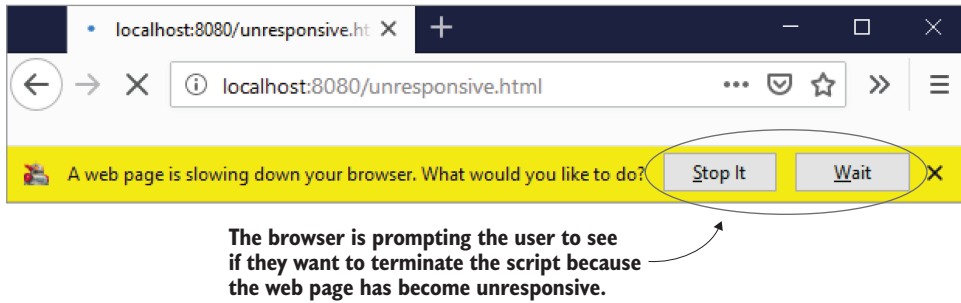 localhost:8080/unresponsive.ht
localhost:8080/unresponsive.html
A web page is slowing down your browser. What would you like to do? Stop It Wait
The browser is prompting the user to see
if they want to terminate the script because
the web page has become unresponsive.